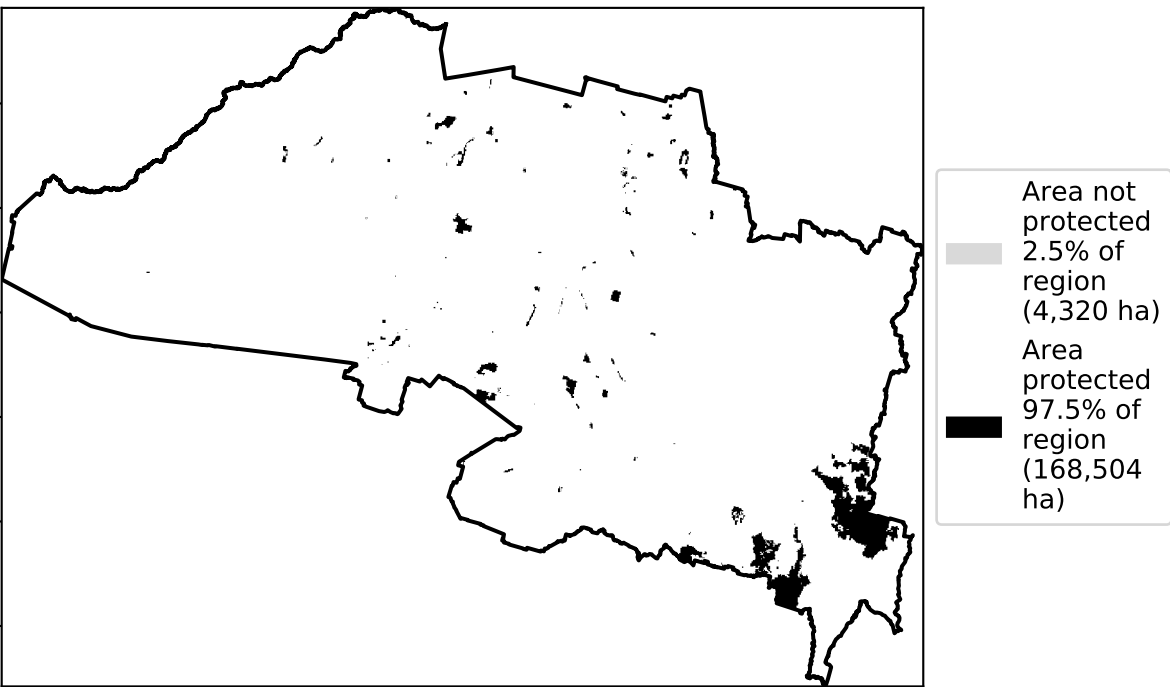 Area not
protected
2.5% of
region
(4,320 ha)
Area
protected
97.5% of
region
(168,504
ha)